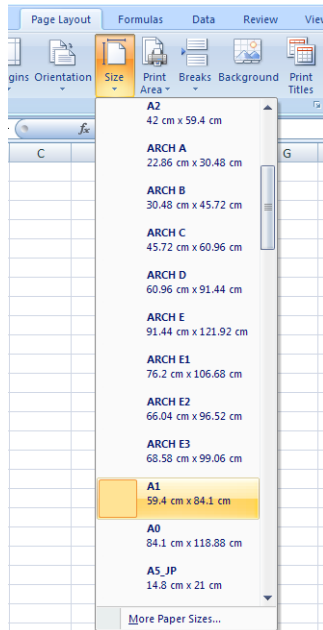 Page Layout Formulas Data Review Vie
gins Orientation Size Print Area Breaks Background Print Titles
fx
C G
A2
42 cm x 59.4 cm
ARCH A
22.86 cm x 30.48 cm
ARCH B
30.48 cm x 45.72 cm
ARCH C
45.72 cm x 60.96 cm
ARCH D
60.96 cm x 91.44 cm
ARCH E
91.44 cm x 121.92 cm
ARCH E1
76.2 cm x 106.68 cm
ARCH E2
66.04 cm x 96.52 cm
ARCH E3
68.58 cm x 99.06 cm
A1
59.4 cm x 84.1 cm
A0
84.1 cm x 118.88 cm
A5_JP
14.8 cm x 21 cm
More Paper Sizes...